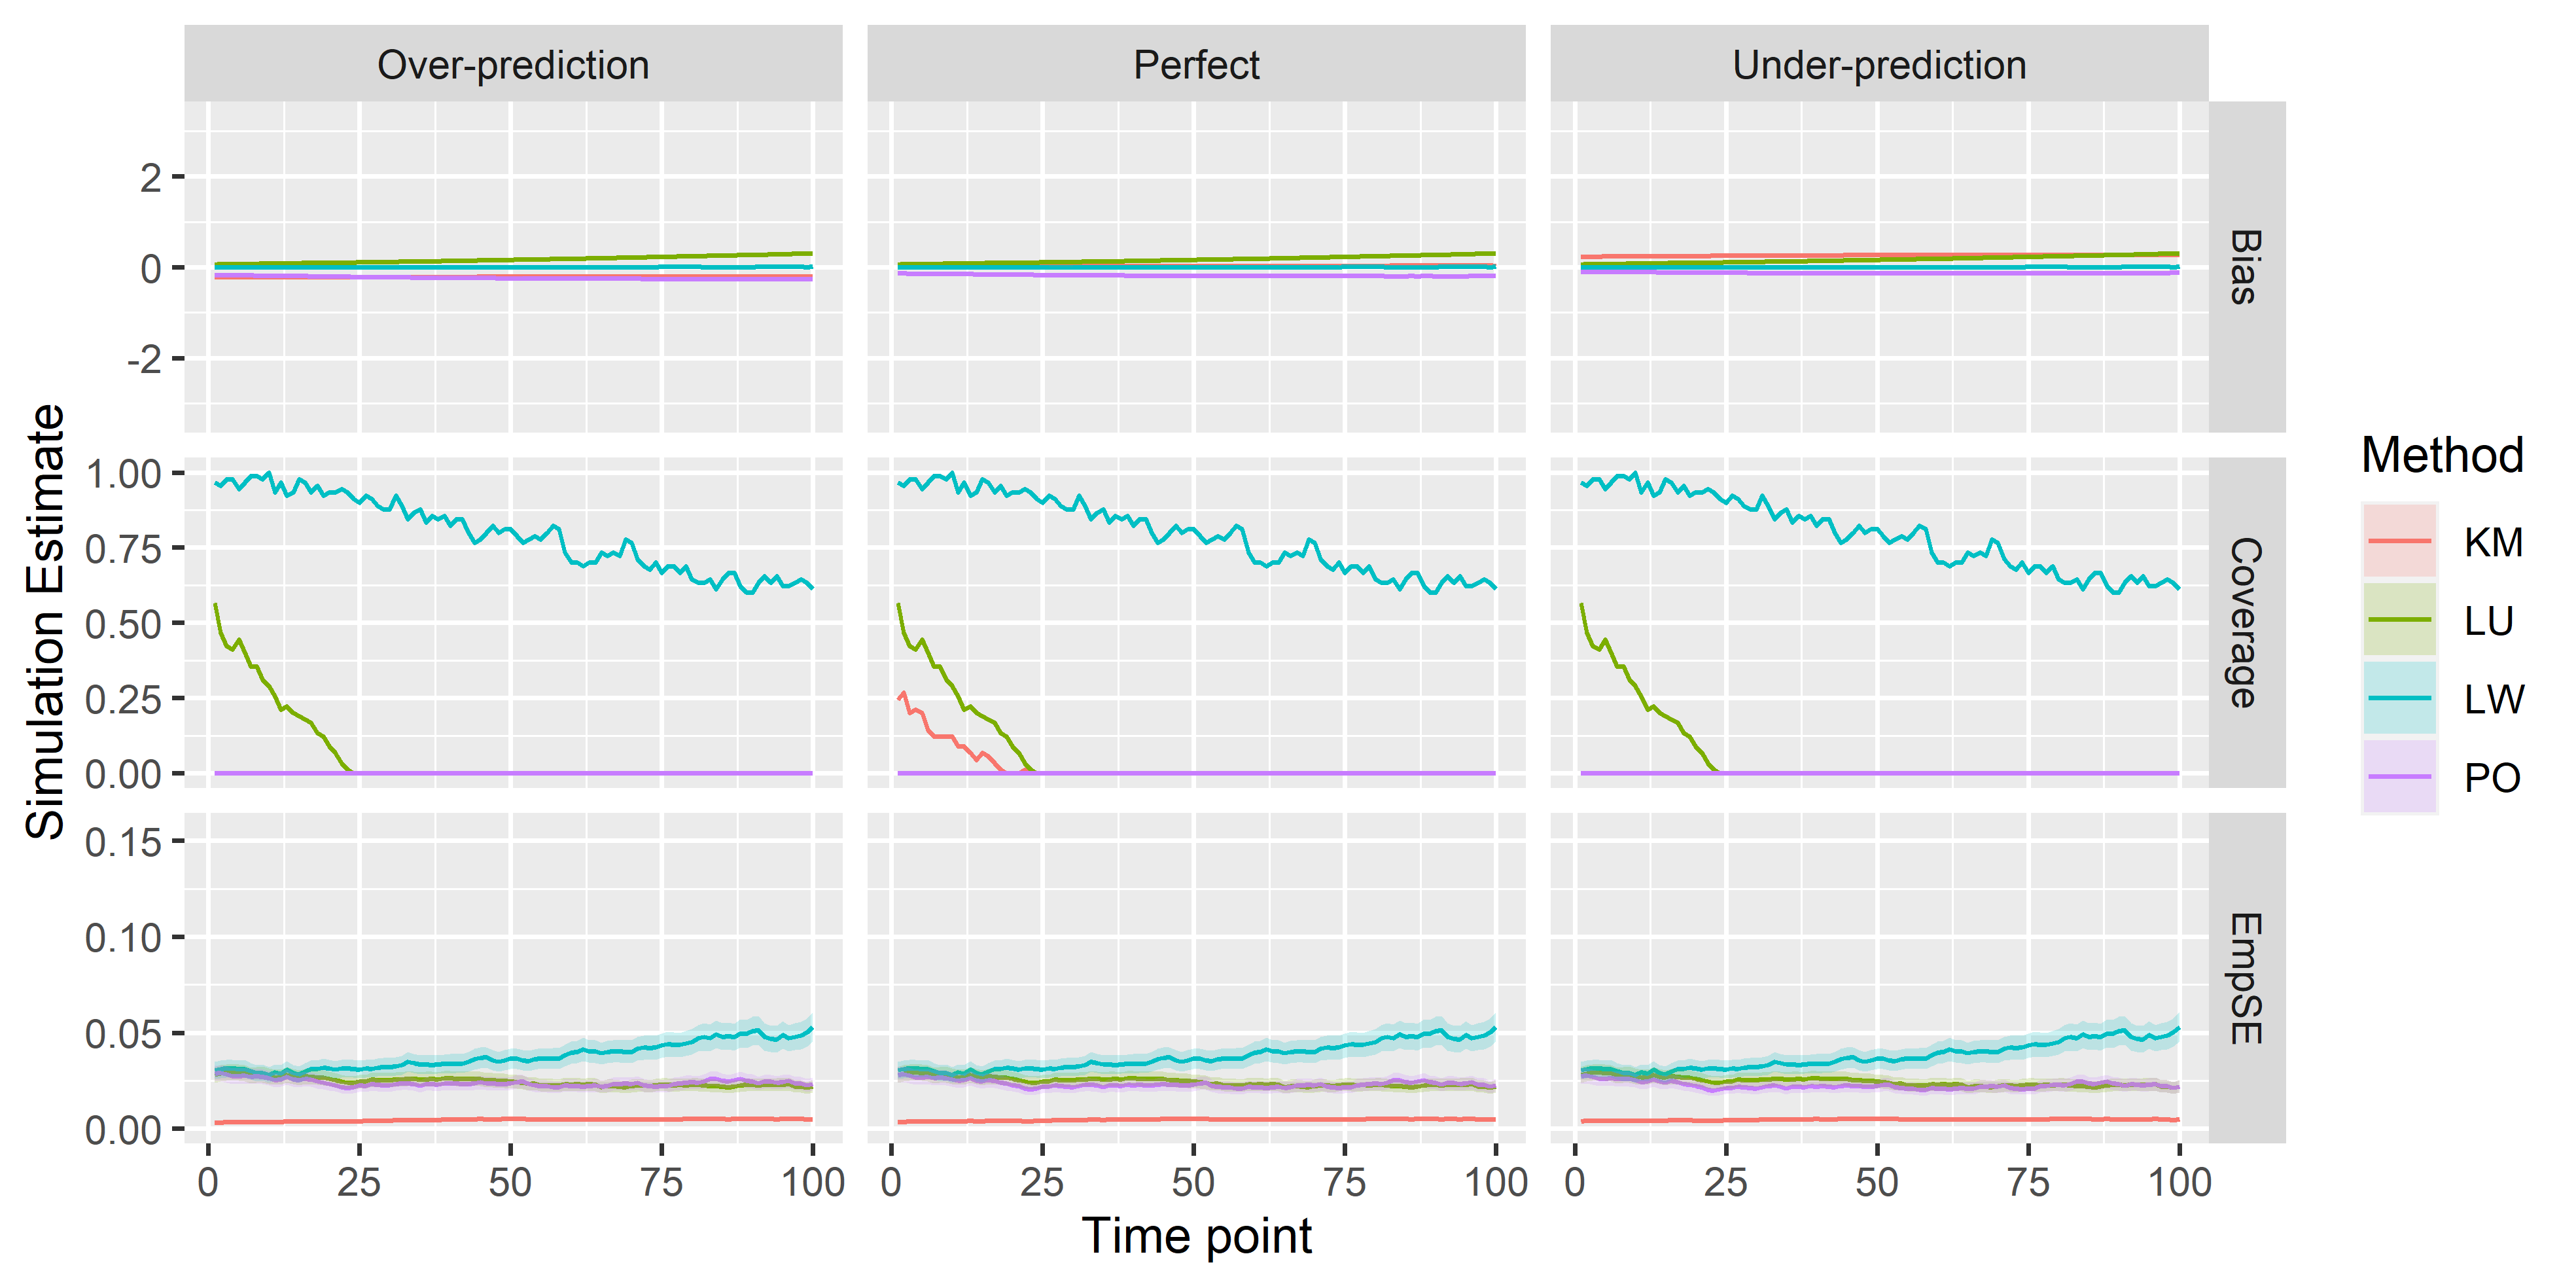 Over-prediction
Perfect
Under-prediction
Simulation Estimate
2
0
-2
Bias
1.00
0.75
0.50
0.25
0.00
Coverage
0.15
0.10
0.05
0.00
EmpSE
0 25 50 75 100
0 25 50 75 100
0 25 50 75 100
Time point
Method
KM
LU
LW
PO